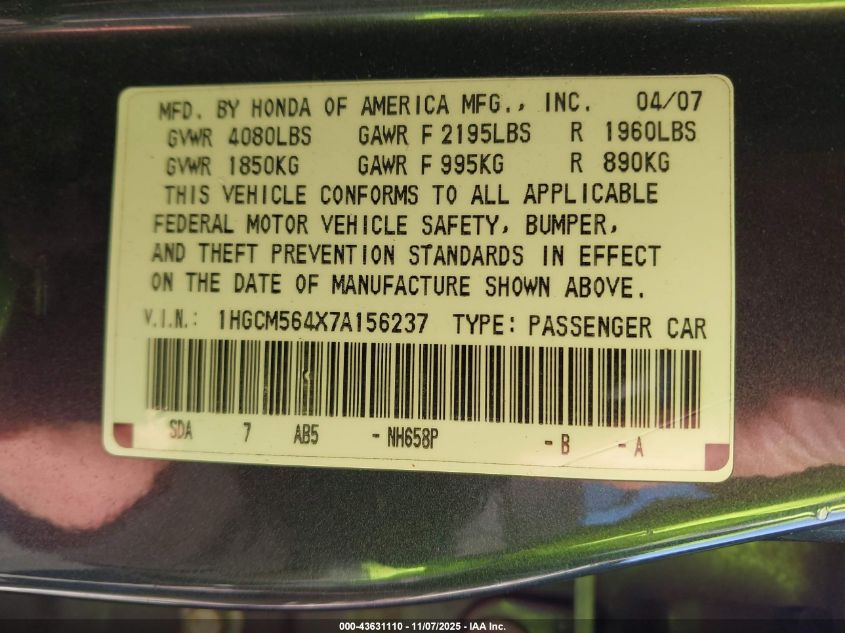 MFD. BY HONDA OF AMERICA MFG., INC. 04/07
GVWR 4080LBS GAWR F 2195LBS R 1960LBS
GVWR 1850KG GAWR F 995KG R 890KG
THIS VEHICLE CONFORMS TO ALL APPLICABLE
FEDERAL MOTOR VEHICLE SAFETY, BUMPER,
AND THEFT PREVENTION STANDARDS IN EFFECT
ON THE DATE OF MANUFACTURE SHOWN ABOVE.
V.I.N.: 1HGCM564X7A156237 TYPE: PASSENGER CAR
SDA 7 AB5 - NH658P - B - A
000-43631110 - 11/07/2025 - IAA Inc.